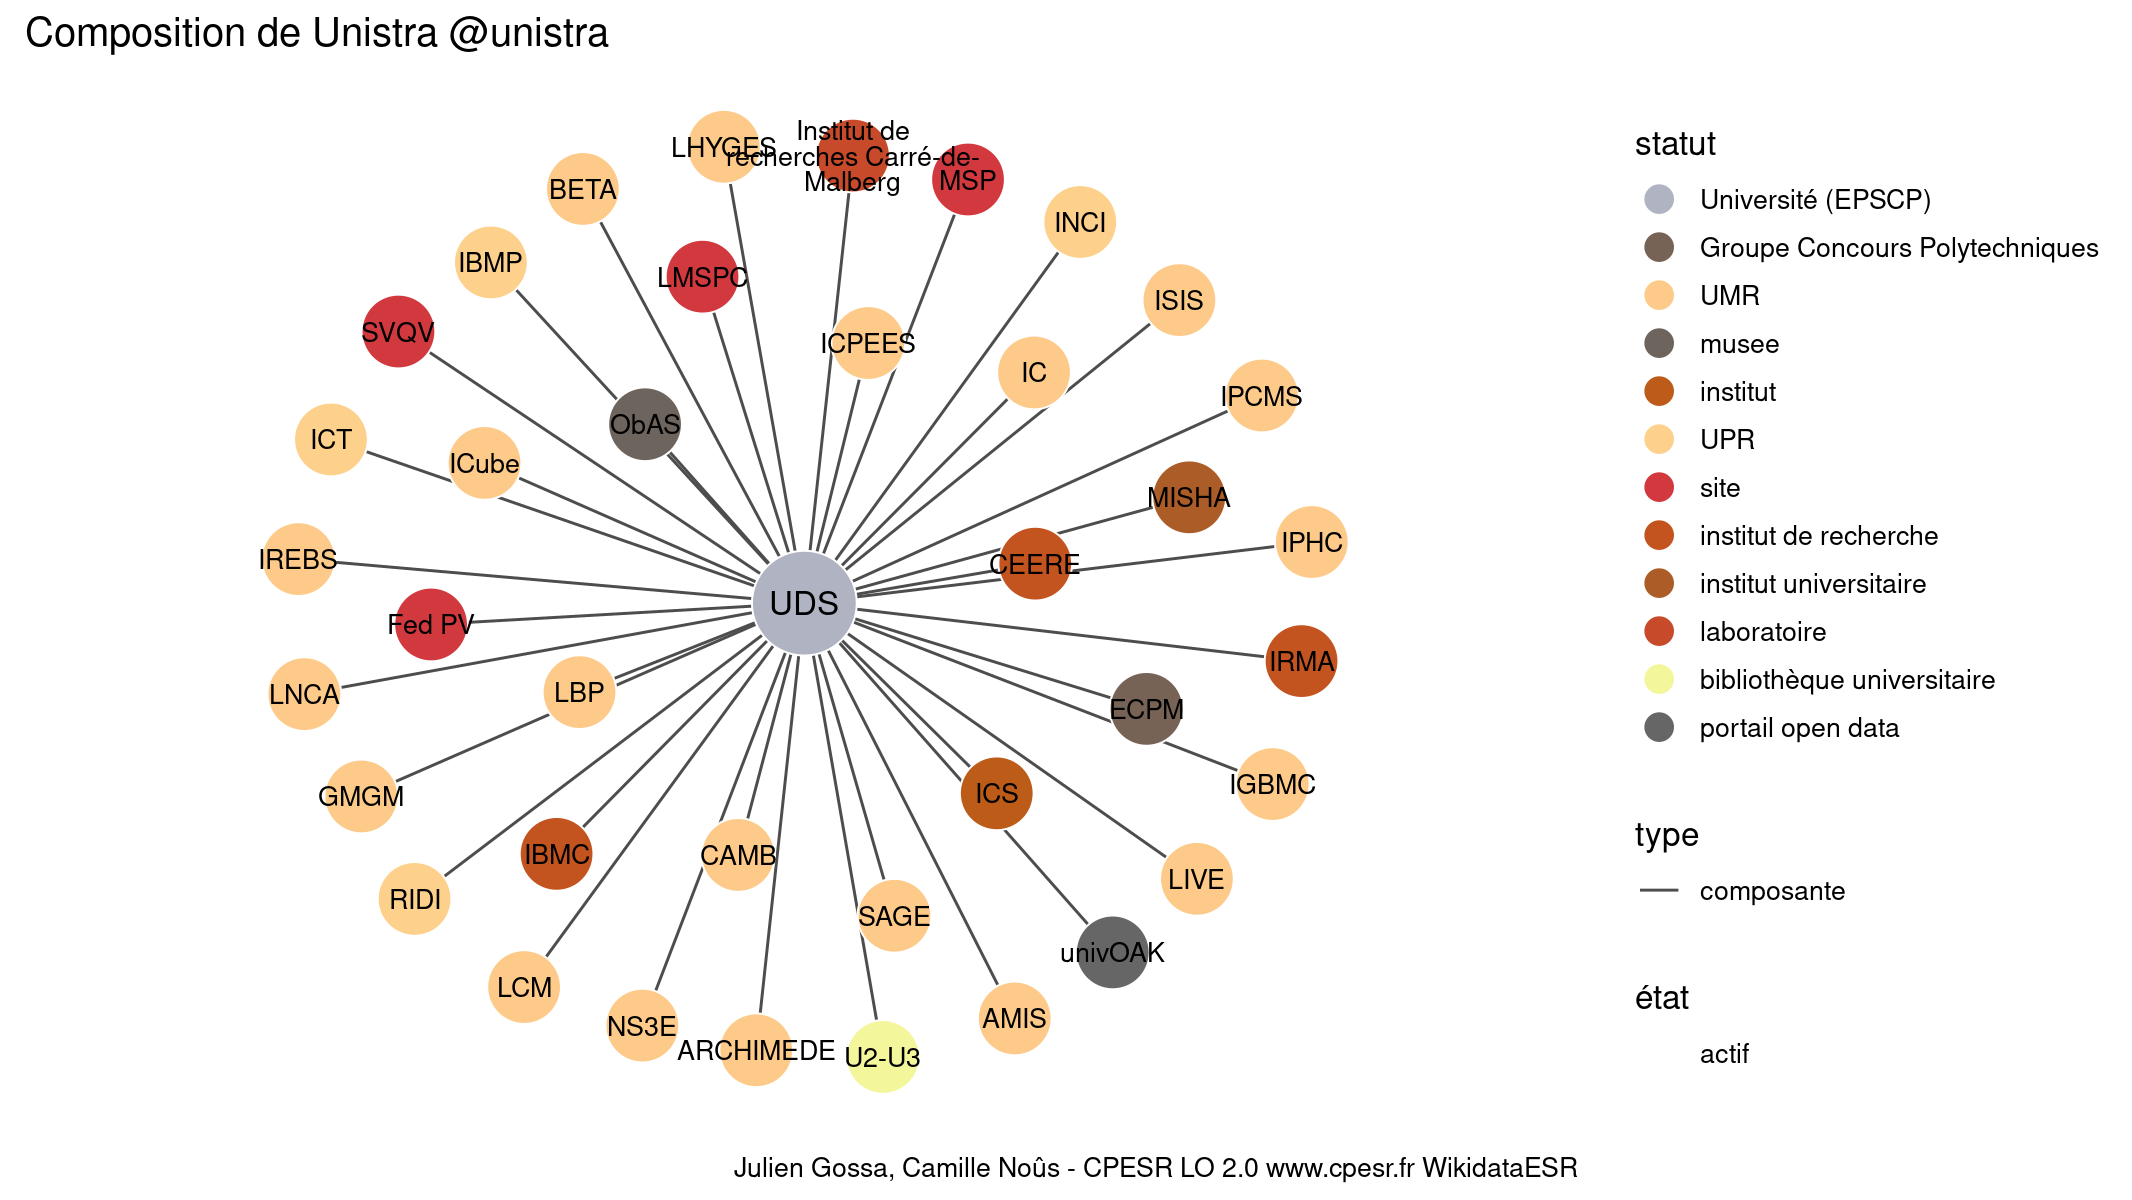 Composition de Unistra @unistra
LHYGES
Institut de
recherches Carré-de-
Malberg
MSP
BETA
INCI
IBMP
LMSPC
ISIS
SVQV
ICPEES
IC
IPCMS
ObAS
ICT
ICube
MISHA
IPHC
IREBS
CEERE
UDS
Fed PV
IRMA
LNCA
LBP
ECPM
IGBMC
GMGM
ICS
IBMC
CAMB
LIVE
RIDI
SAGE
univOAK
LCM
NS3E
ARCHIMEDE
U2-U3
AMIS
statut
Université (EPSCP)
Groupe Concours Polytechniques
UMR
musee
institut
UPR
site
institut de recherche
institut universitaire
laboratoire
bibliothèque universitaire
portail open data
type
composante
état
actif
Julien Gossa, Camille Noûs - CPESR LO 2.0 www.cpesr.fr WikidataESR